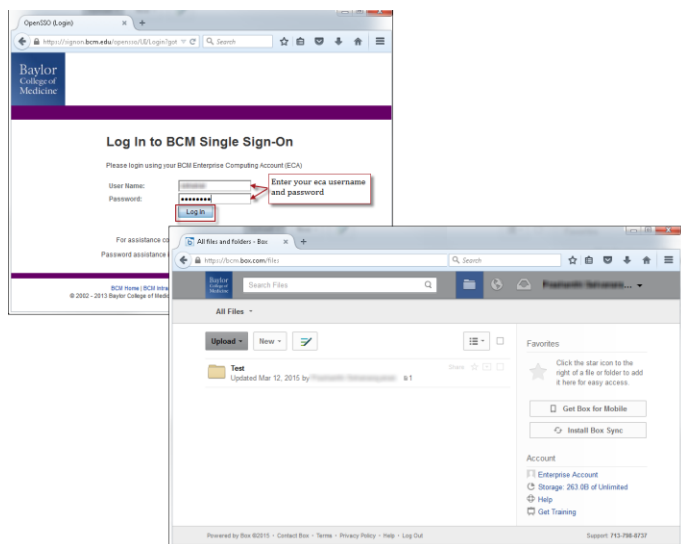 OpenSSO (Login)
https://signon.bcm.edu/opensso/UI/Login?got
Search
Baylor
College of
Medicine
Log In to BCM Single Sign-On
Please login using your BCM Enterprise Computing Account (ECA)
User Name:
Password:
Enter your eca username
and password
Log In
For assistance co
Password assistance
BCM Home | BCM Intra
© 2002 - 2013 Baylor College of Medic
All files and folders - Box
https://bcm.box.com/files
Search
Baylor
College of
Medicine
Search Files
All Files
Upload
New
Test
Updated Mar 12, 2015 by
1
Share
Favorites
Click the star icon to the
right of a file or folder to add
it here for easy access.
Get Box for Mobile
Install Box Sync
Account
Enterprise Account
Storage: 263.0B of Unlimited
Help
Get Training
Powered by Box ©2015 - Contact Box - Terms - Privacy Policy - Help - Log Out
Support: 713-798-8737